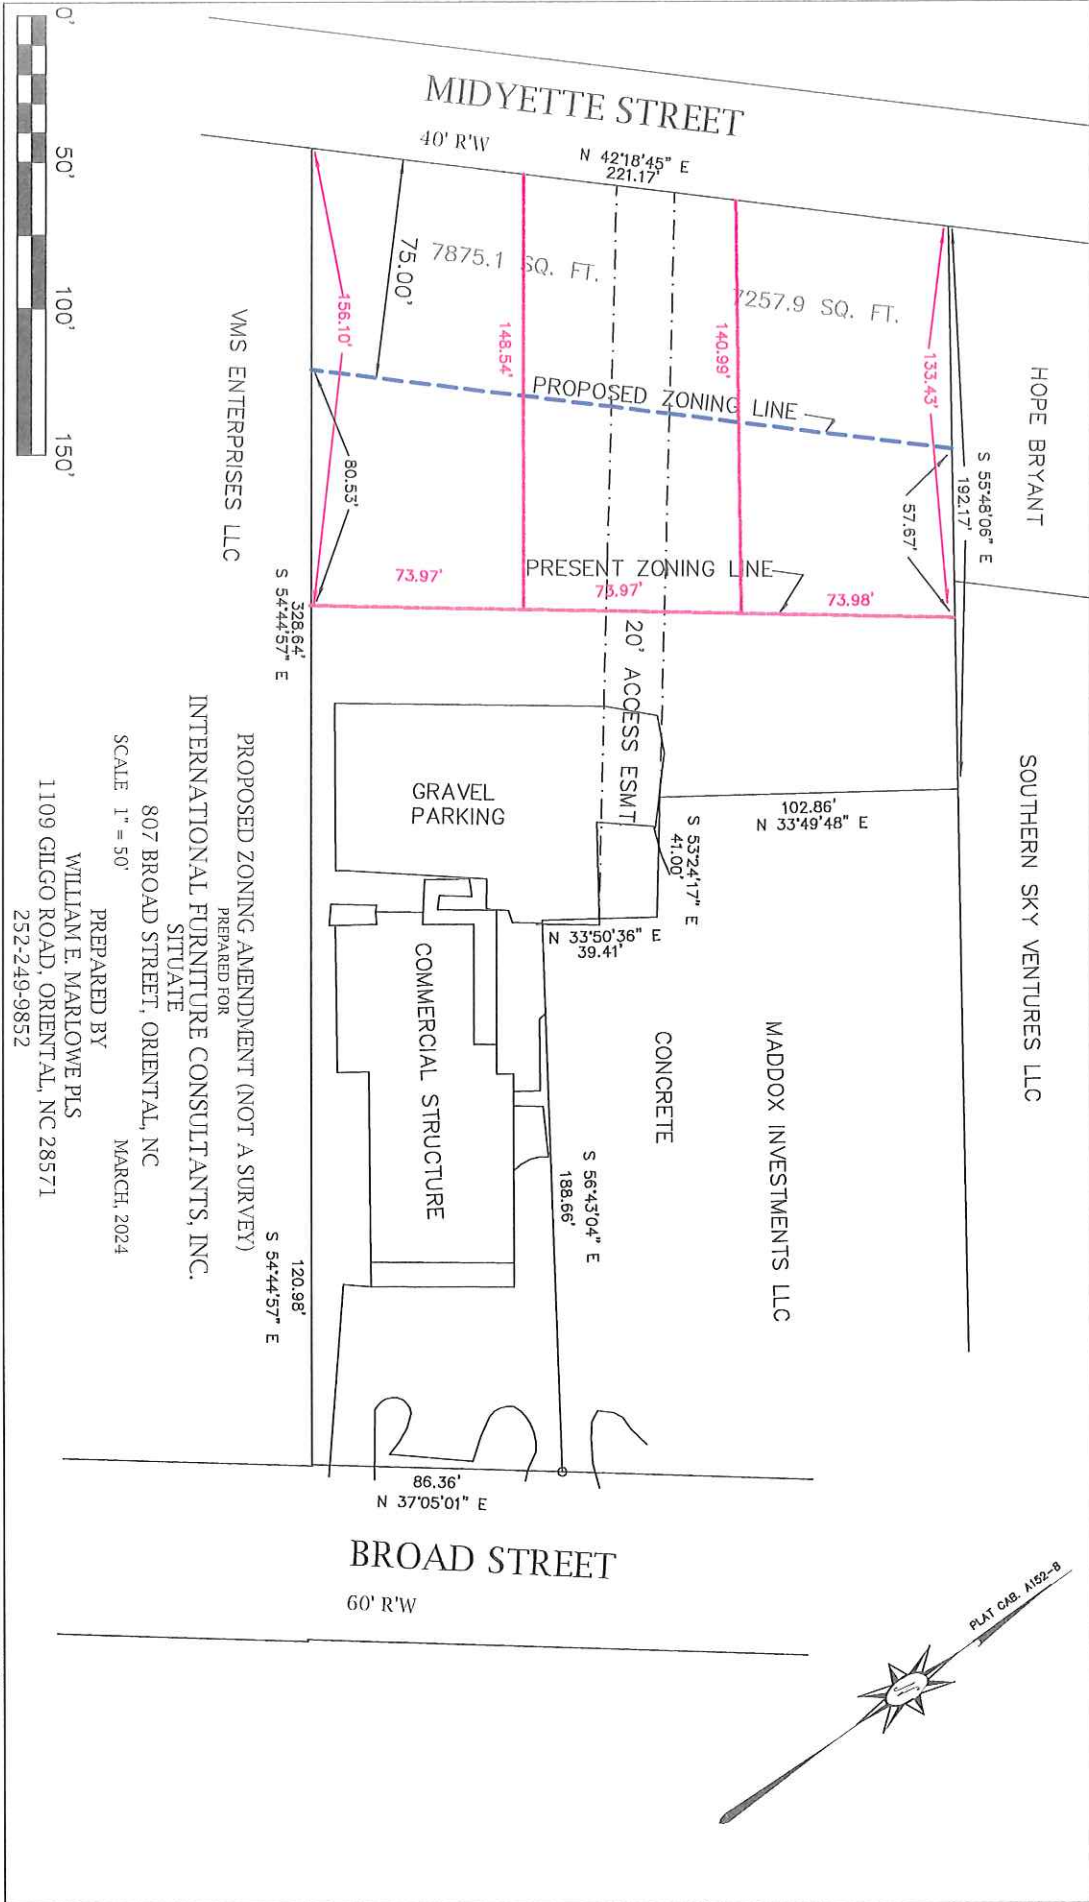 MIDYETTE STREET
40' R'W
N 42°18'45" E
221.17'
7875.1 SQ. FT.
7257.9 SQ. FT.
75.00'
156.10'
148.54'
140.99'
133.43'
PROPOSED ZONING LINE
HOPE BRYANT
S 55°48'06" E
192.17'
57.67'
80.53'
VMS ENTERPRISES LLC
PRESENT ZONING LINE
73.97'
73.97'
73.98'
328.64'
S 54°44'57" E
20' ACCESS ESMT
GRAVEL
PARKING
102.86'
N 33°49'48" E
S 53°24'17" E
41.00'
N 33°50'36" E
39.41'
SOUTHERN SKY VENTURES LLC
COMMERCIAL STRUCTURE
CONCRETE
MADDOX INVESTMENTS LLC
S 56°43'04" E
188.66'
120.98'
S 54°44'57" E
86.36'
N 37°05'01" E
BROAD STREET
60' R'W
PLAT CAB. A152-8
PROPOSED ZONING AMENDMENT (NOT A SURVEY)
PREPARED FOR
INTERNATIONAL FURNITURE CONSULTANTS, INC.
SITUATE
807 BROAD STREET, ORIENTAL, NC
SCALE 1" = 50' MARCH, 2024
PREPARED BY
WILLIAM E. MARLOWE PLS
1109 GILGO ROAD, ORIENTAL, NC 28571
252-249-9852
0' 50' 100' 150'